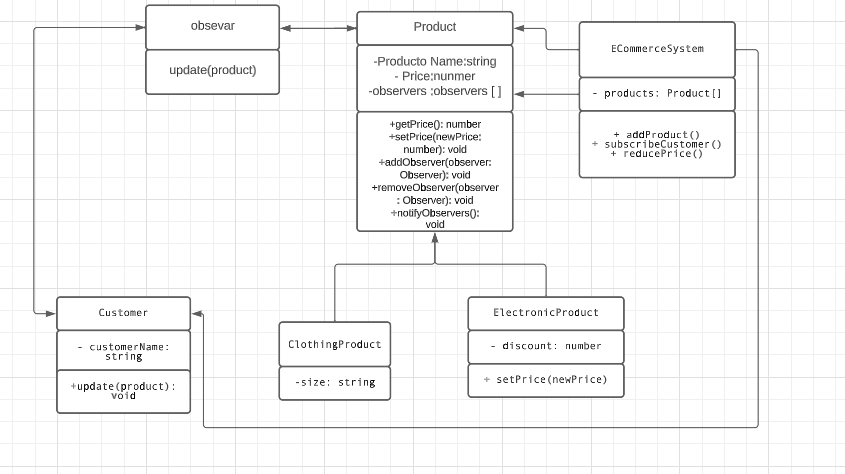 obsevar
update(product)
Product
-Producto Name:string
- Price:nunmer
-observers ;observers [ ]
+getPrice(): number
+setPrice(newPrice:
number): void
+addObserver(observer:
Observer): void
+removeObserver(observer
: Observer): void
+notifyObservers():
void
ECommerceSystem
- products: Product[]
+ addProduct()
+ subscribeCustomer()
+ reducePrice()
Customer
- customerName:
string
+update(product):
void
ClothingProduct
-size: string
ElectronicProduct
- discount: number
+ setPrice(newPrice)